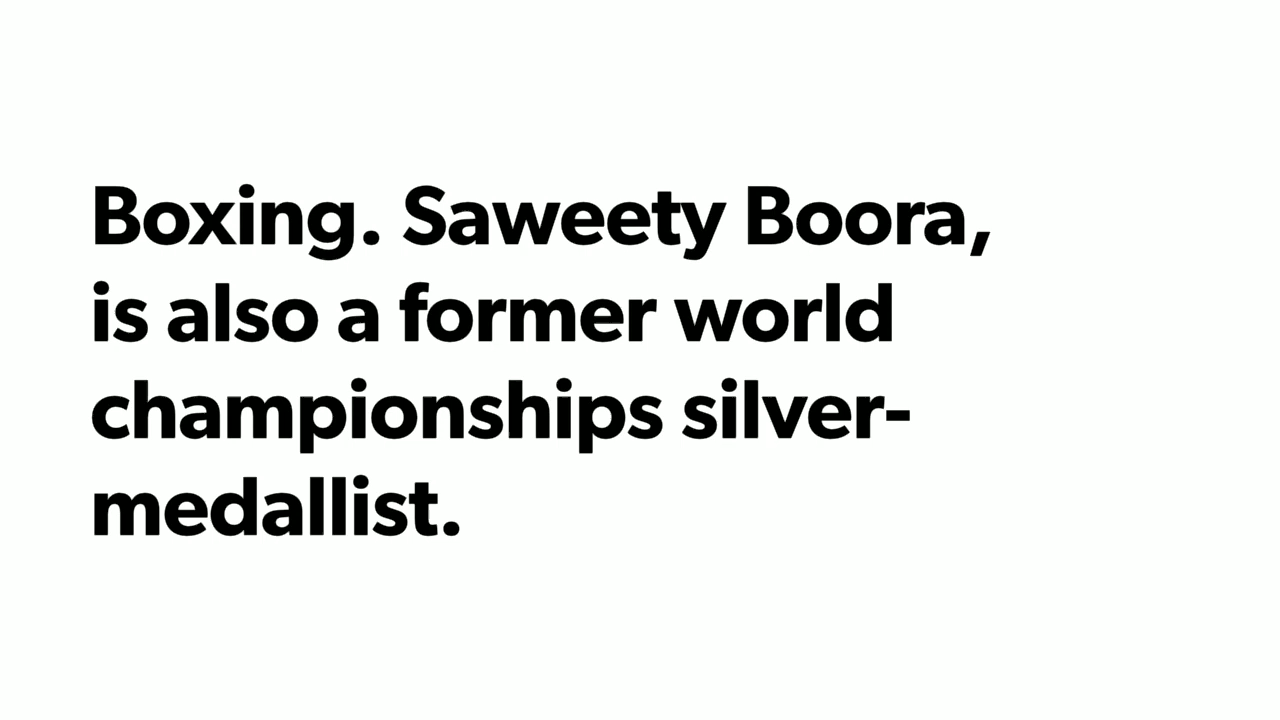 Boxing. Saweety Boora,
is also a former world
championships silver-
medallist.